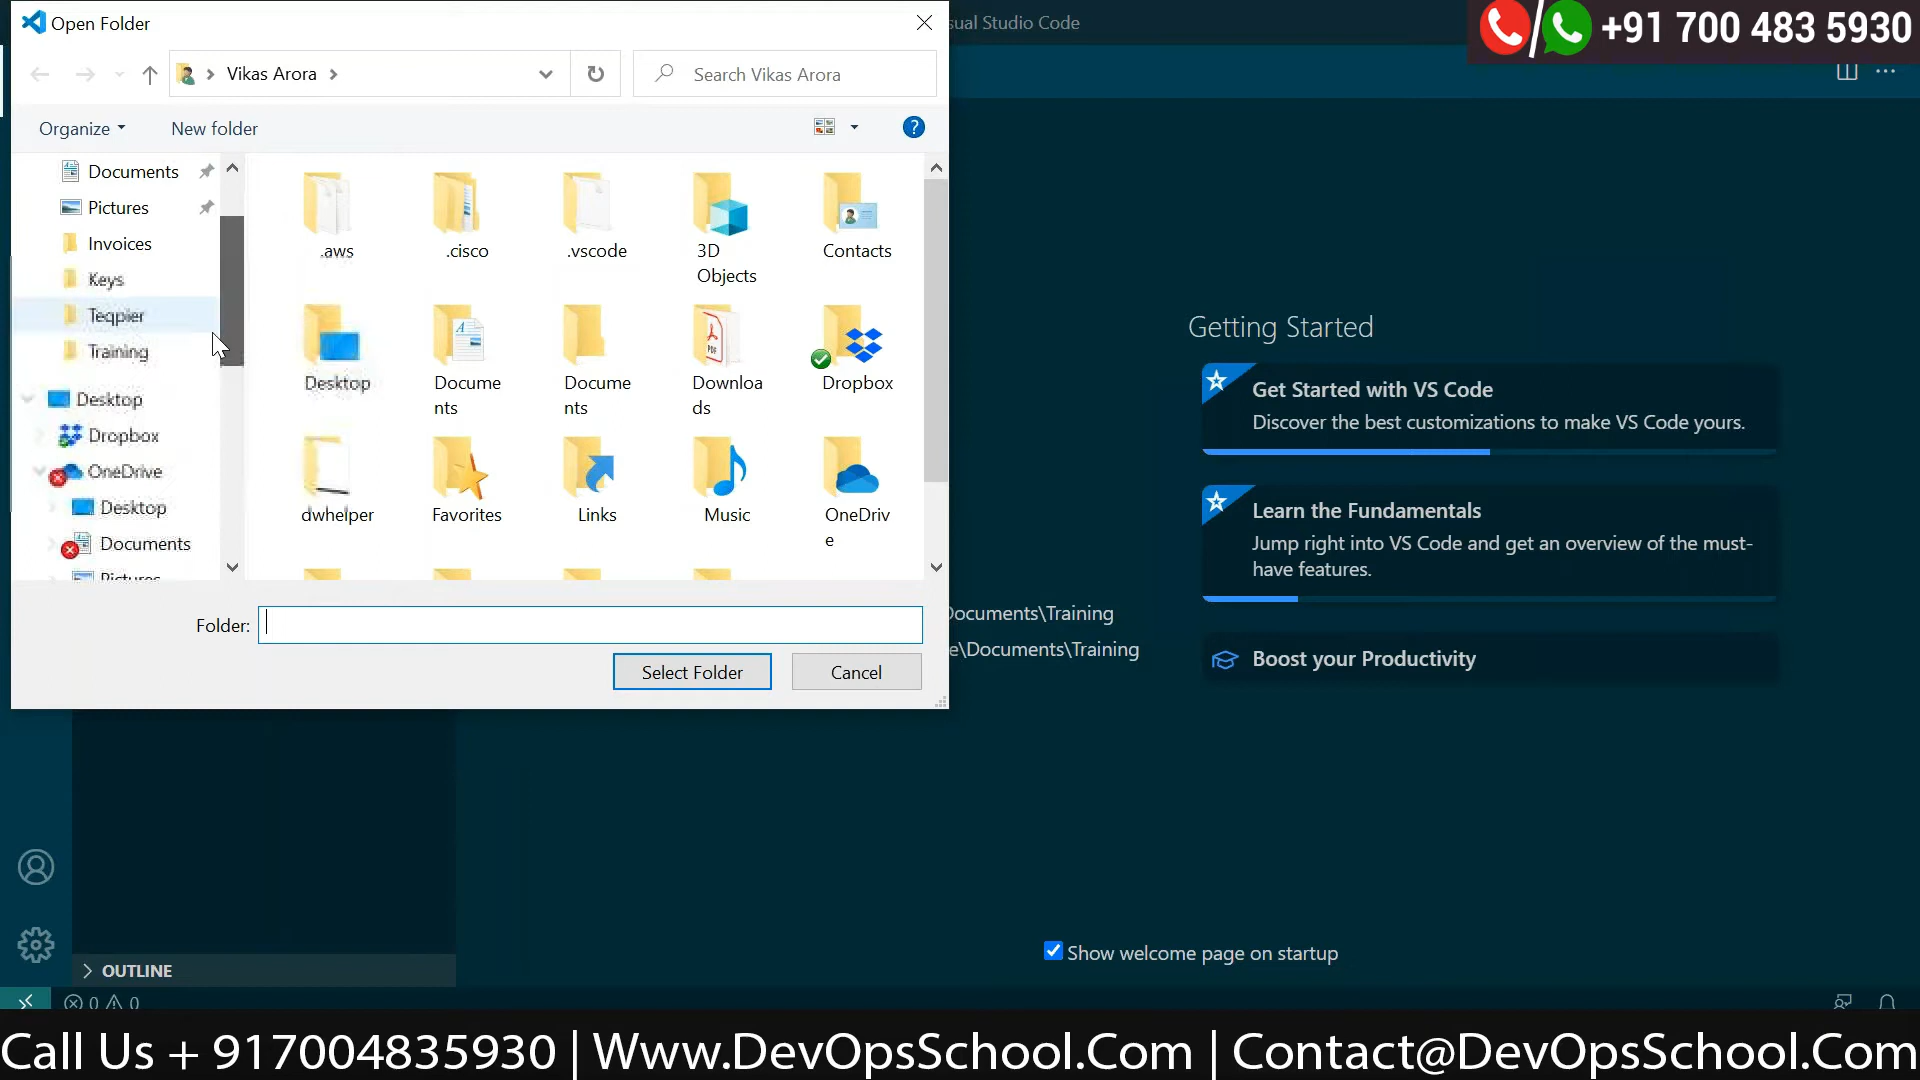 Open Folder
sual Studio Code
+91 700 483 5930
Vikas Arora
Search Vikas Arora
Organize
New folder
Documents
Pictures
Invoices
Keys
Teqpier
Training
Desktop
Dropbox
OneDrive
Desktop
Documents
Pictures
.aws
.cisco
.vscode
3D
Objects
Contacts
Desktop
Docume
nts
Docume
nts
Downloa
ds
Dropbox
dwhelper
Favorites
Links
Music
OneDriv
e
Folder:
Select Folder
Cancel
Getting Started
Get Started with VS Code
Discover the best customizations to make VS Code yours.
Learn the Fundamentals
Jump right into VS Code and get an overview of the must-
have features.
Boost your Productivity
Documents\Training
e\Documents\Training
Show welcome page on startup
OUTLINE
0 0
Call Us + 917004835930 | Www.DevOpsSchool.Com | Contact@DevOpsSchool.Com